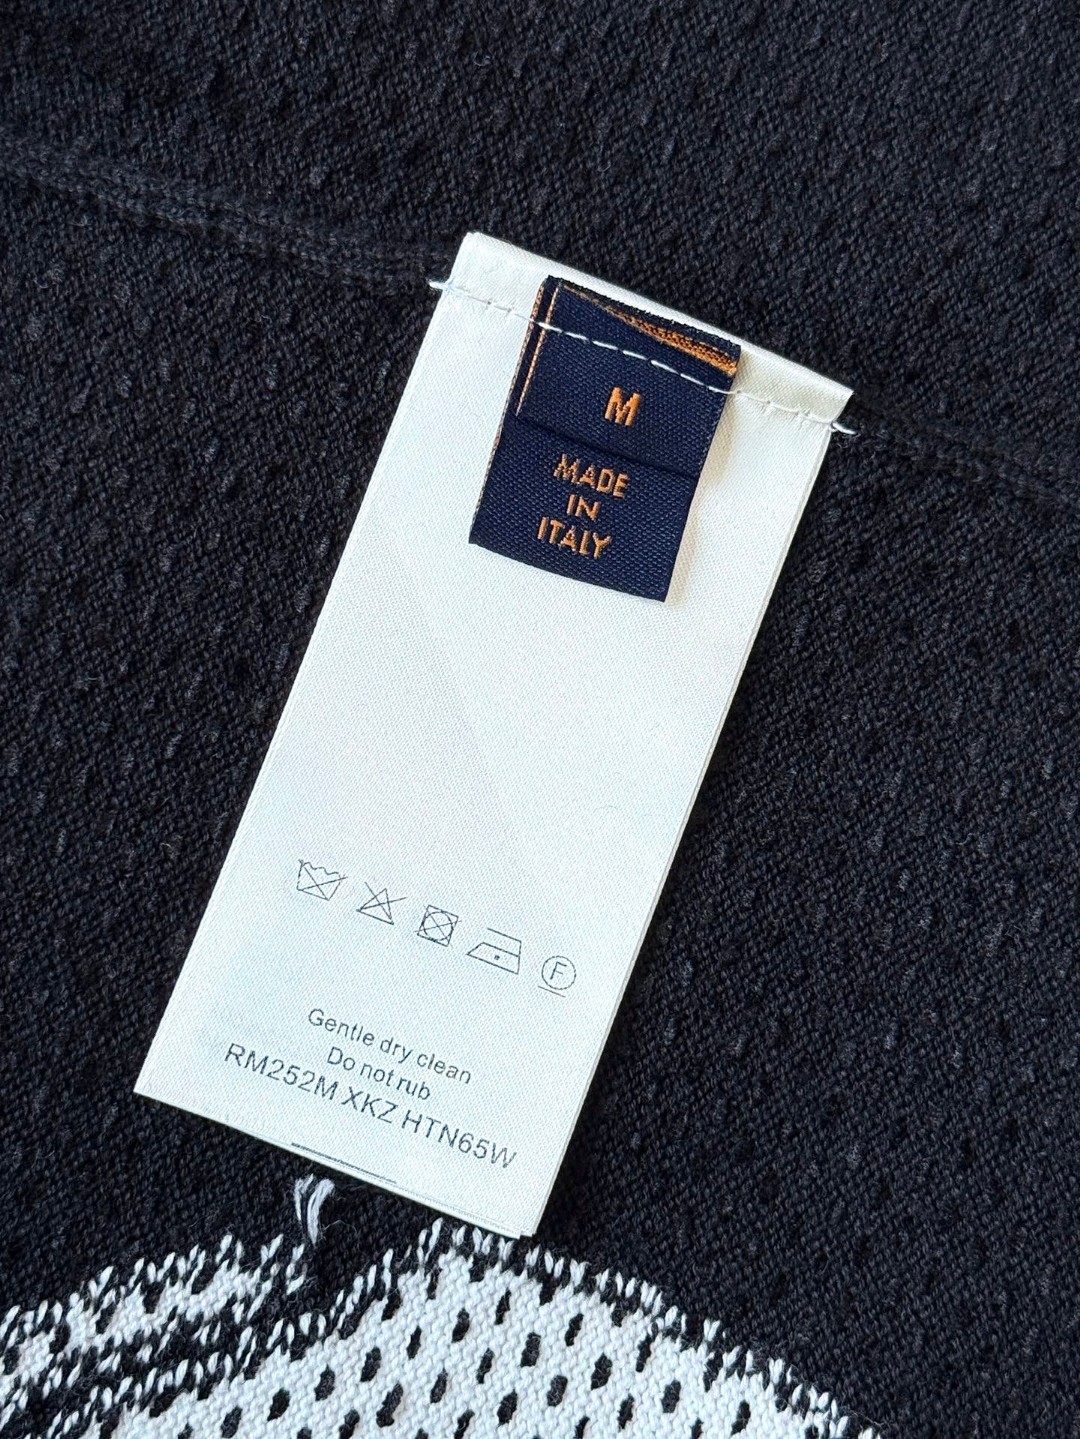 M
MADE
IN
ITALY
F
Gentle dry clean
Do not rub
RM252M XKZ HTN65W